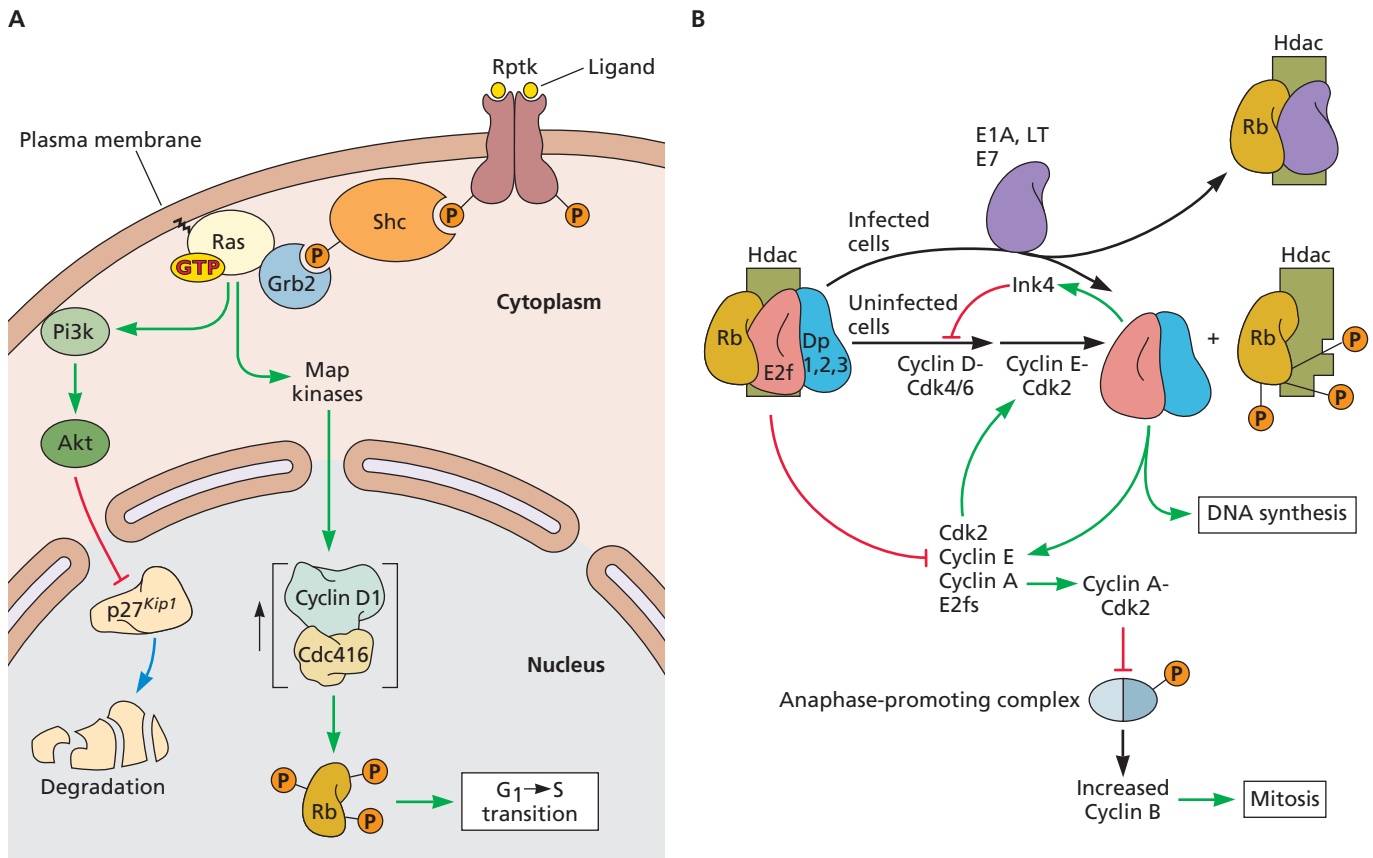 A
Rptk
Ligand
Plasma membrane
P
P
Shc
Ras
P
GTP
Grb2
Cytoplasm
Pi3k
Map
kinases
Akt
p27Kip1
Cyclin D1
Cdc416
Nucleus
Degradation
P
P
Rb
P
G1→S
transition
B
Hdac
Rb
E1A, LT
E7
Infected
cells
Hdac
Hdac
Ink4
Uninfected
cells
Rb
E2f
Dp
1,2,3
+
Rb
P
P
P
Cyclin D-
Cdk4/6
Cyclin E-
Cdk2
DNA synthesis
Cdk2
Cyclin E
Cyclin A
E2fs
Cyclin A-
Cdk2
P
Anaphase-promoting complex
Increased
Cyclin B
Mitosis